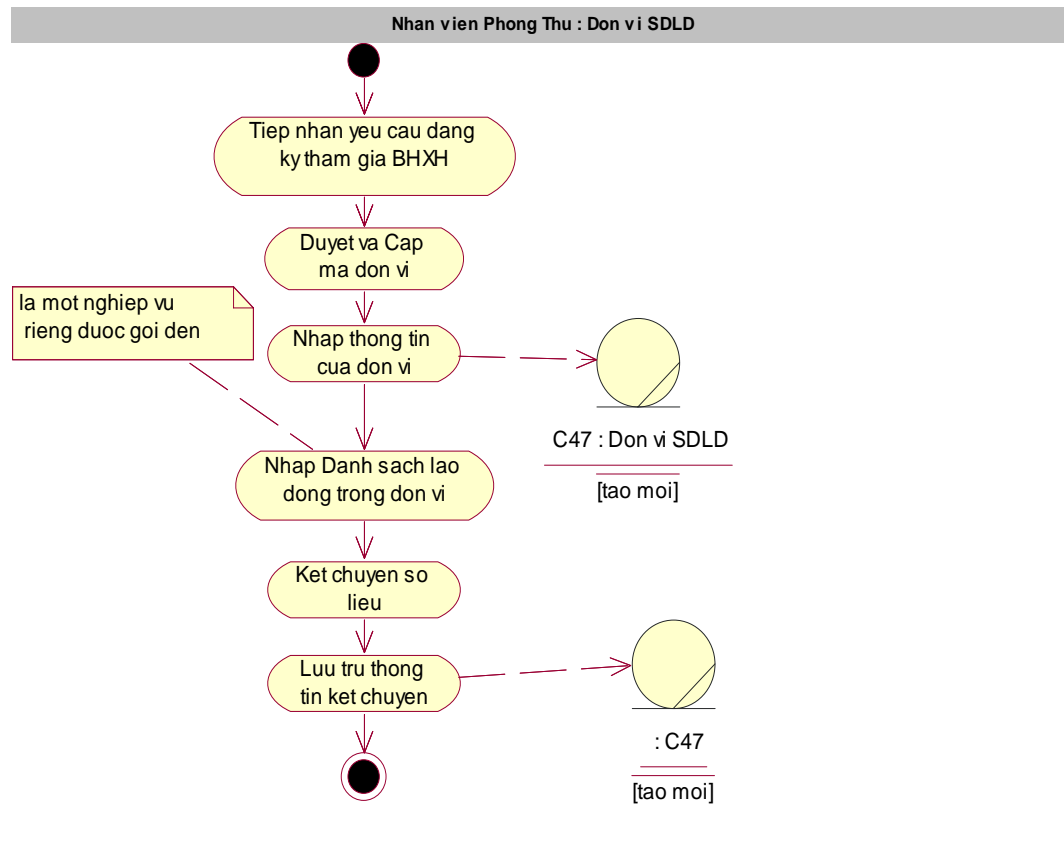 Nhan vien Phong Thu : Don vi SDLD
Tiep nhan yeu cau dang
ky tham gia BHXH
Duyet va Cap
ma don vi
la mot nghiep vu
rieng duoc goi den
Nhap thong tin
cua don vi
C47 : Don vi SDLD
[tao moi]
Nhap Danh sach lao
dong trong don vi
Ket chuyen so
lieu
Luu tru thong
tin ket chuyen
: C47
[tao moi]